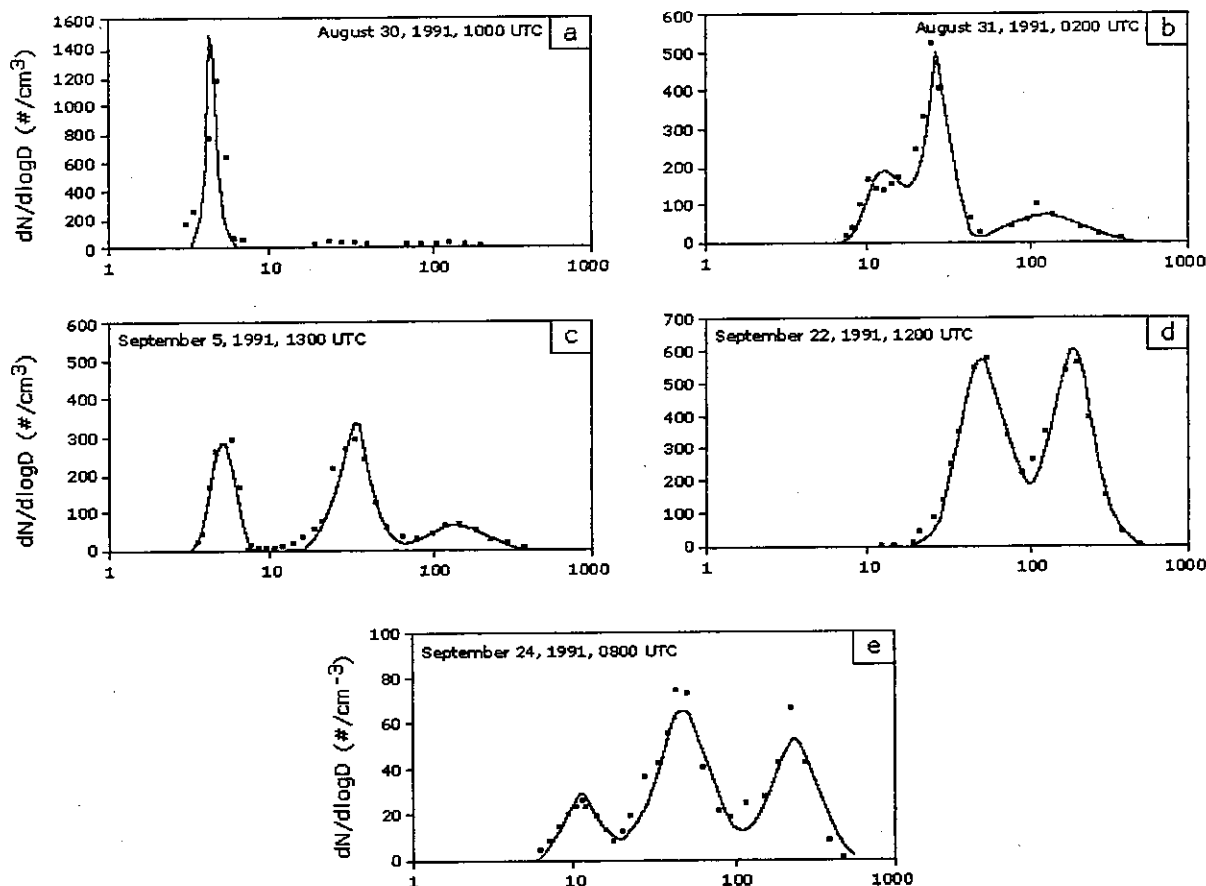 dN/dlogD (#/cm³)
1600
1400
1200
1000
800
600
400
200
0
August 30, 1991, 1000 UTC
a
1 10 100 1000
600
500
400
300
200
100
0
August 31, 1991, 0200 UTC
b
1 10 100 1000
dN/dlogD (#/cm³)
600
500
400
300
200
100
0
September 5, 1991, 1300 UTC
c
1 10 100 1000
700
600
500
400
300
200
100
0
September 22, 1991, 1200 UTC
d
1 10 100 1000
dN/dlogD (#/cm⁻³)
100
80
60
40
20
0
September 24, 1991, 0800 UTC
e
1 10 100 1000